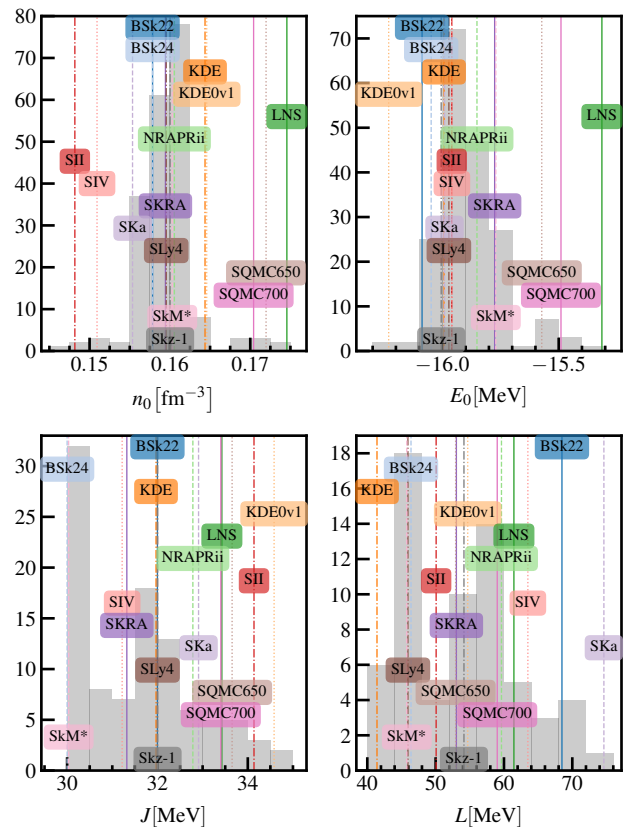 80
70
60
50
40
30
20
10
0
BSk22
BSk24
KDE
KDE0v1
LNS
NRAPRii
SII
SIV
SKRA
SKa
SLy4
SQMC650
SQMC700
SkM*
Skz-1
0.15 0.16 0.17
n₀[fm⁻³]
70
60
50
40
30
20
10
0
BSk22
BSk24
KDE
KDE0v1
LNS
NRAPRii
SII
SIV
SKRA
SKa
SLy4
SQMC650
SQMC700
SkM*
Skz-1
−16.0 −15.5
E₀[MeV]
30
25
20
15
10
5
0
BSk22
BSk24
KDE
KDE0v1
LNS
NRAPRii
SII
SIV
SKRA
SKa
SLy4
SQMC650
SQMC700
SkM*
Skz-1
30 32 34
J[MeV]
18
16
14
12
10
8
6
4
2
0
BSk22
BSk24
KDE
KDE0v1
LNS
NRAPRii
SII
SIV
SKRA
SKa
SLy4
SQMC650
SQMC700
SkM*
Skz-1
40 50 60 70
L[MeV]